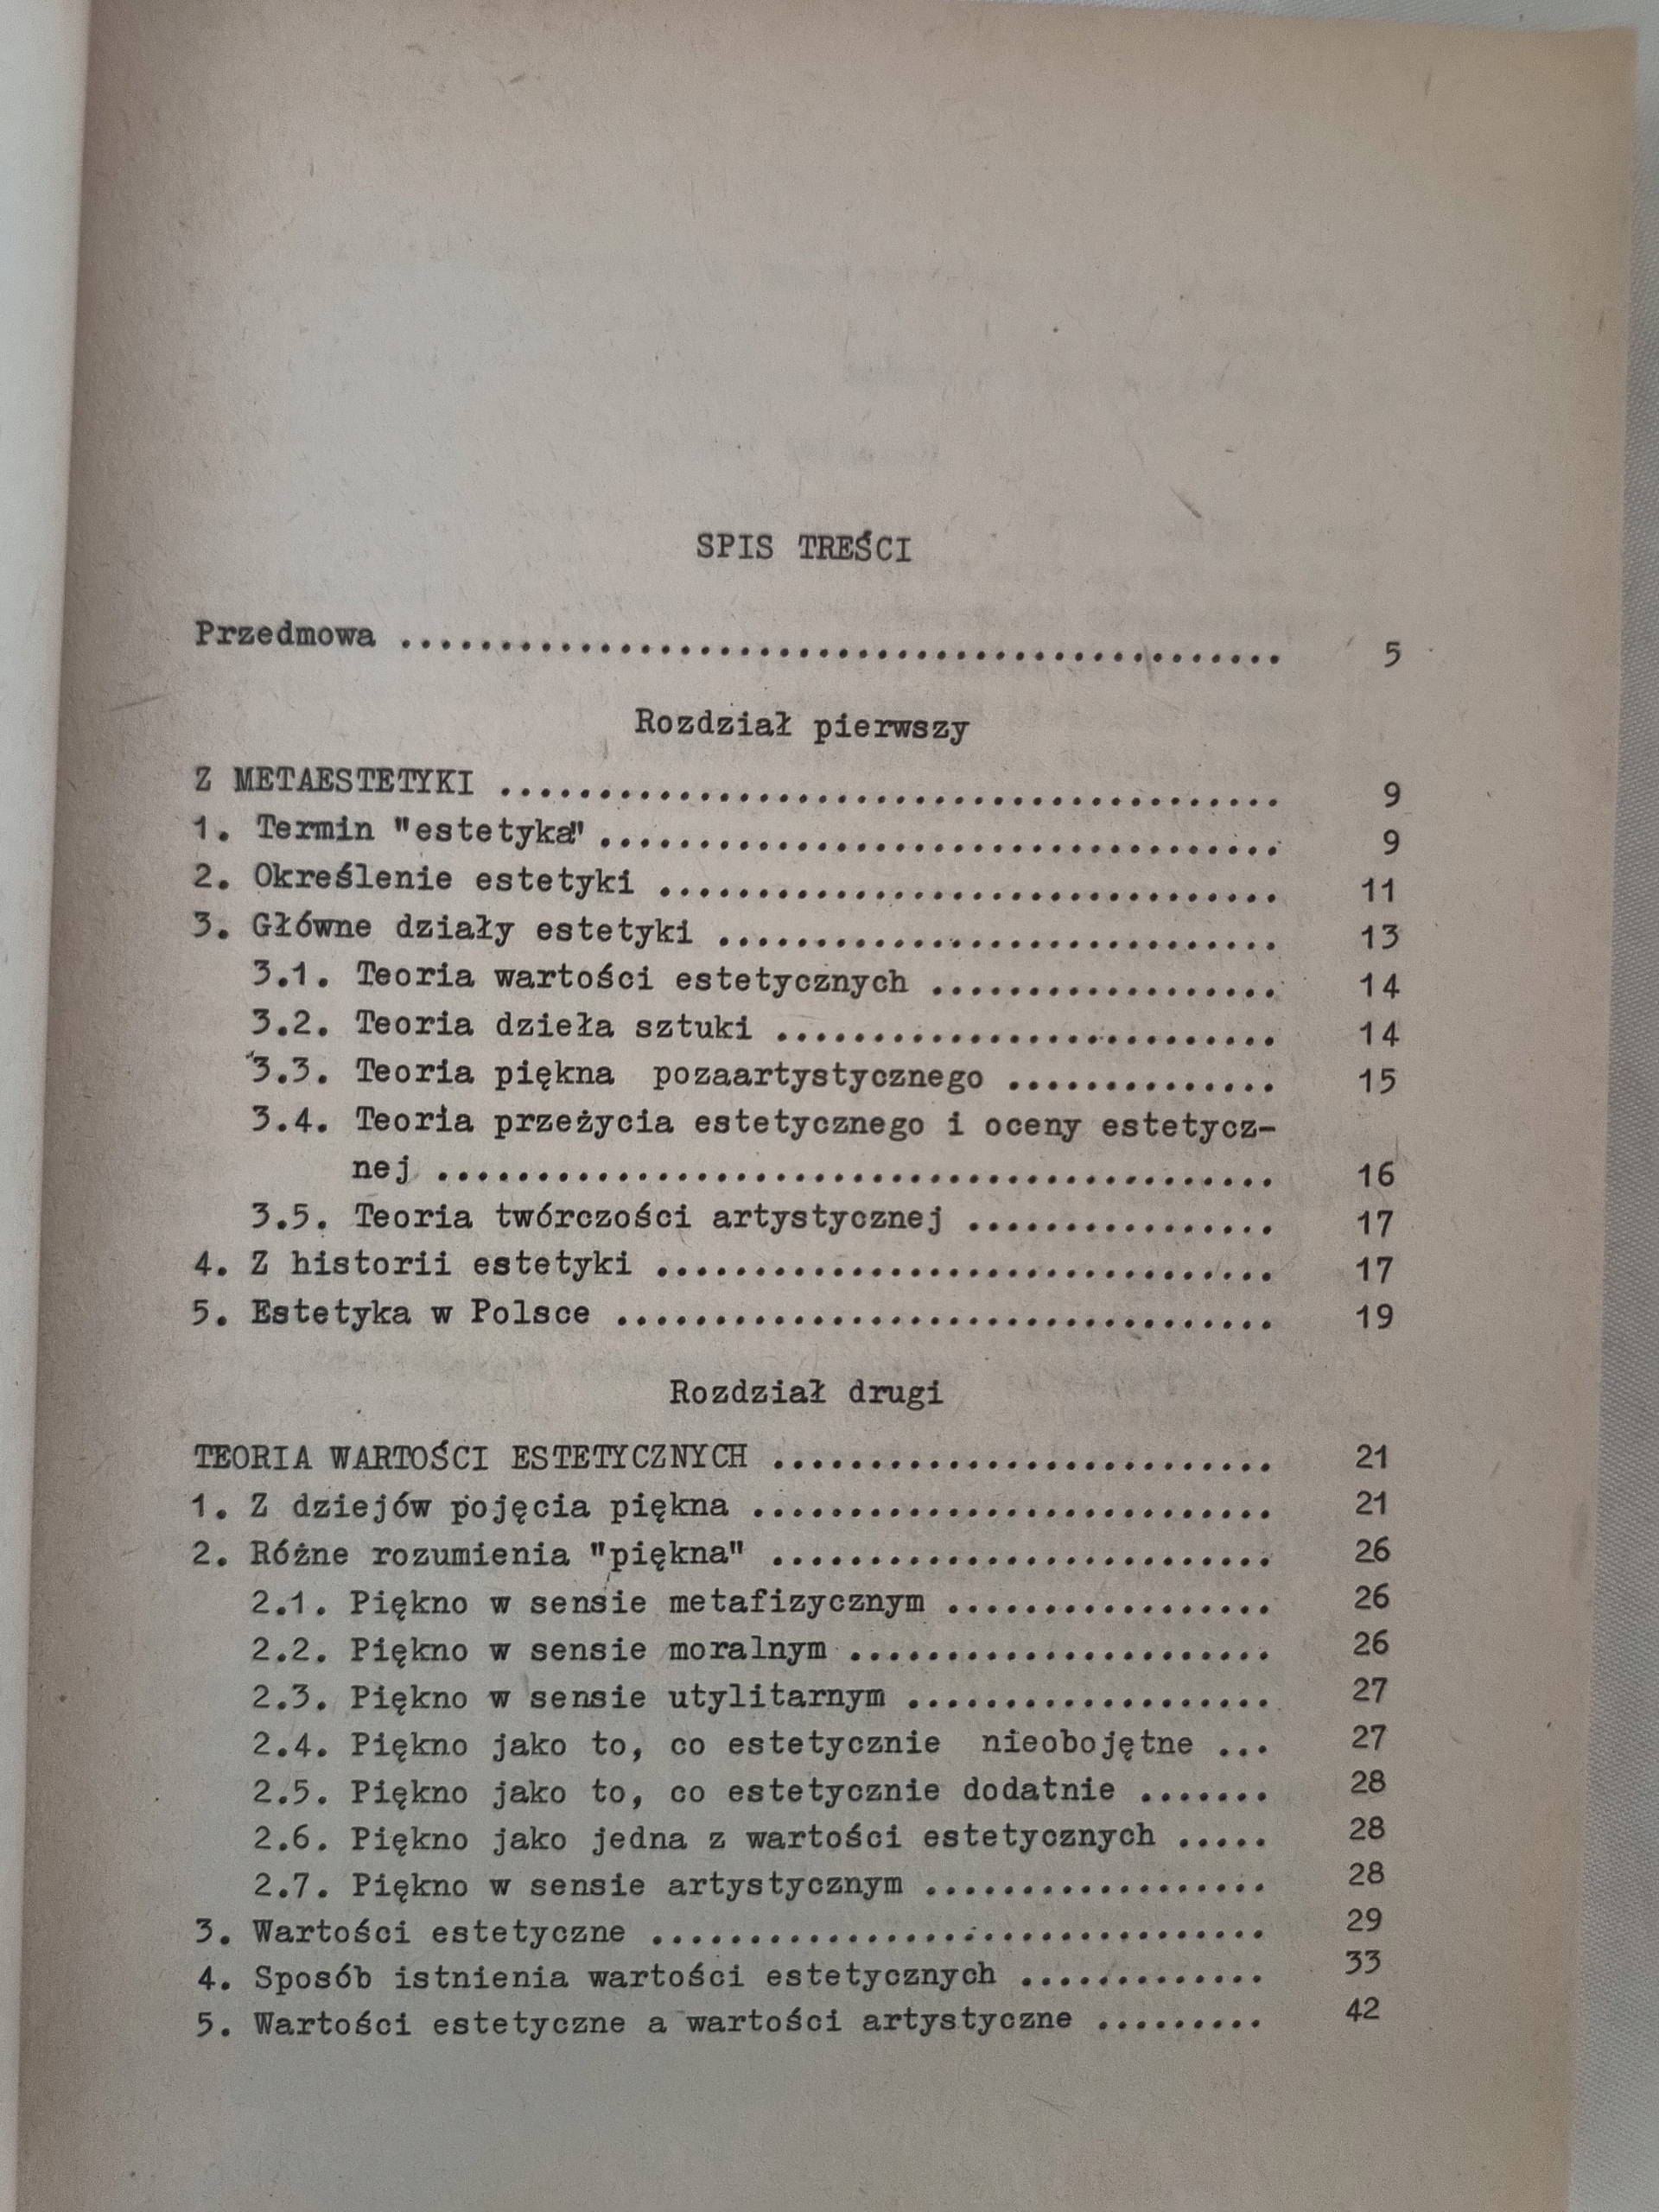 SPIS TREŚCI
Przedmowa ............................................. 5
Rozdział pierwszy
Z METAESTETYKI ........................................ 9
1. Termin "estetyka" ................................... 9
2. Określenie estetyki ................................ 11
3. Główne działy estetyki ............................. 13
3.1. Teoria wartości estetycznych .................. 14
3.2. Teoria dzieła sztuki .......................... 14
3.3. Teoria piękna pozaartystycznego .............. 15
3.4. Teoria przeżycia estetycznego i oceny estetycz-
nej ........................................... 16
3.5. Teoria twórczości artystycznej ................ 17
4. Z historii estetyki ................................ 17
5. Estetyka w Polsce .................................. 19
Rozdział drugi
TEORIA WARTOŚCI ESTETYCZNYCH .......................... 21
1. Z dziejów pojęcia piękna ........................... 21
2. Różne rozumienia "piękna" .......................... 26
2.1. Piękno w sensie metafizycznym ................. 26
2.2. Piękno w sensie moralnym ...................... 26
2.3. Piękno w sensie utylitarnym ................... 27
2.4. Piękno jako to, co estetycznie nieobojętne ... 27
2.5. Piękno jako to, co estetycznie dodatnie ....... 28
2.6. Piękno jako jedna z wartości estetycznych ..... 28
2.7. Piękno w sensie artystycznym .................. 28
3. Wartości estetyczne ................................ 29
4. Sposób istnienia wartości estetycznych ............. 33
5. Wartości estetyczne a wartości artystyczne ......... 42